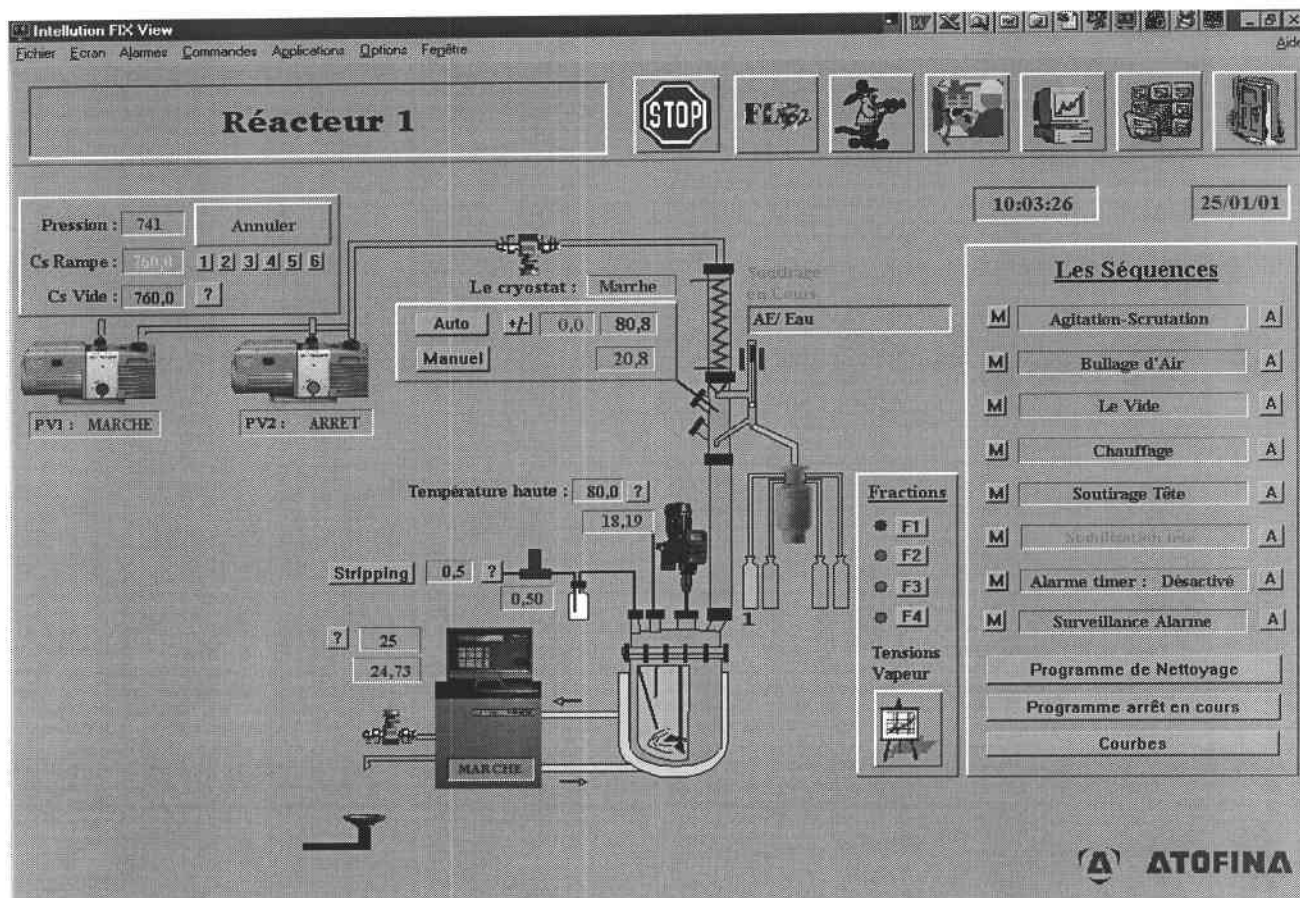 Intellution FIX View
Fichier Ecran Alarmes Commandes Applications Options Fenêtre
Aide
Réacteur 1
STOP
10:03:26
25/01/01
Pression : 741
Annuler
Cs Rampe : 760,0 1 2 3 4 5 6
Cs Vide : 760,0 ?
Le cryostat : Marche
Auto +/- 0,0 80,8
Manuel 20,8
Soutirage
en Cours
AE/ Eau
PV1 : MARCHE
PV2 : ARRET
Température haute : 80,0 ?
18,19
Stripping 0,5 ?
0,50
? 25
24,73
MARCHE
1
Fractions
F1
F2
F3
F4
Tensions
Vapeur
Les Séquences
M Agitation-Scrutation A
M Bullage d'Air A
M Le Vide A
M Chauffage A
M Soutirage Tête A
M A
M Alarme timer : Désactivé A
M Surveillance Alarme A
Programme de Nettoyage
Programme arrêt en cours
Courbes
ATOFINA